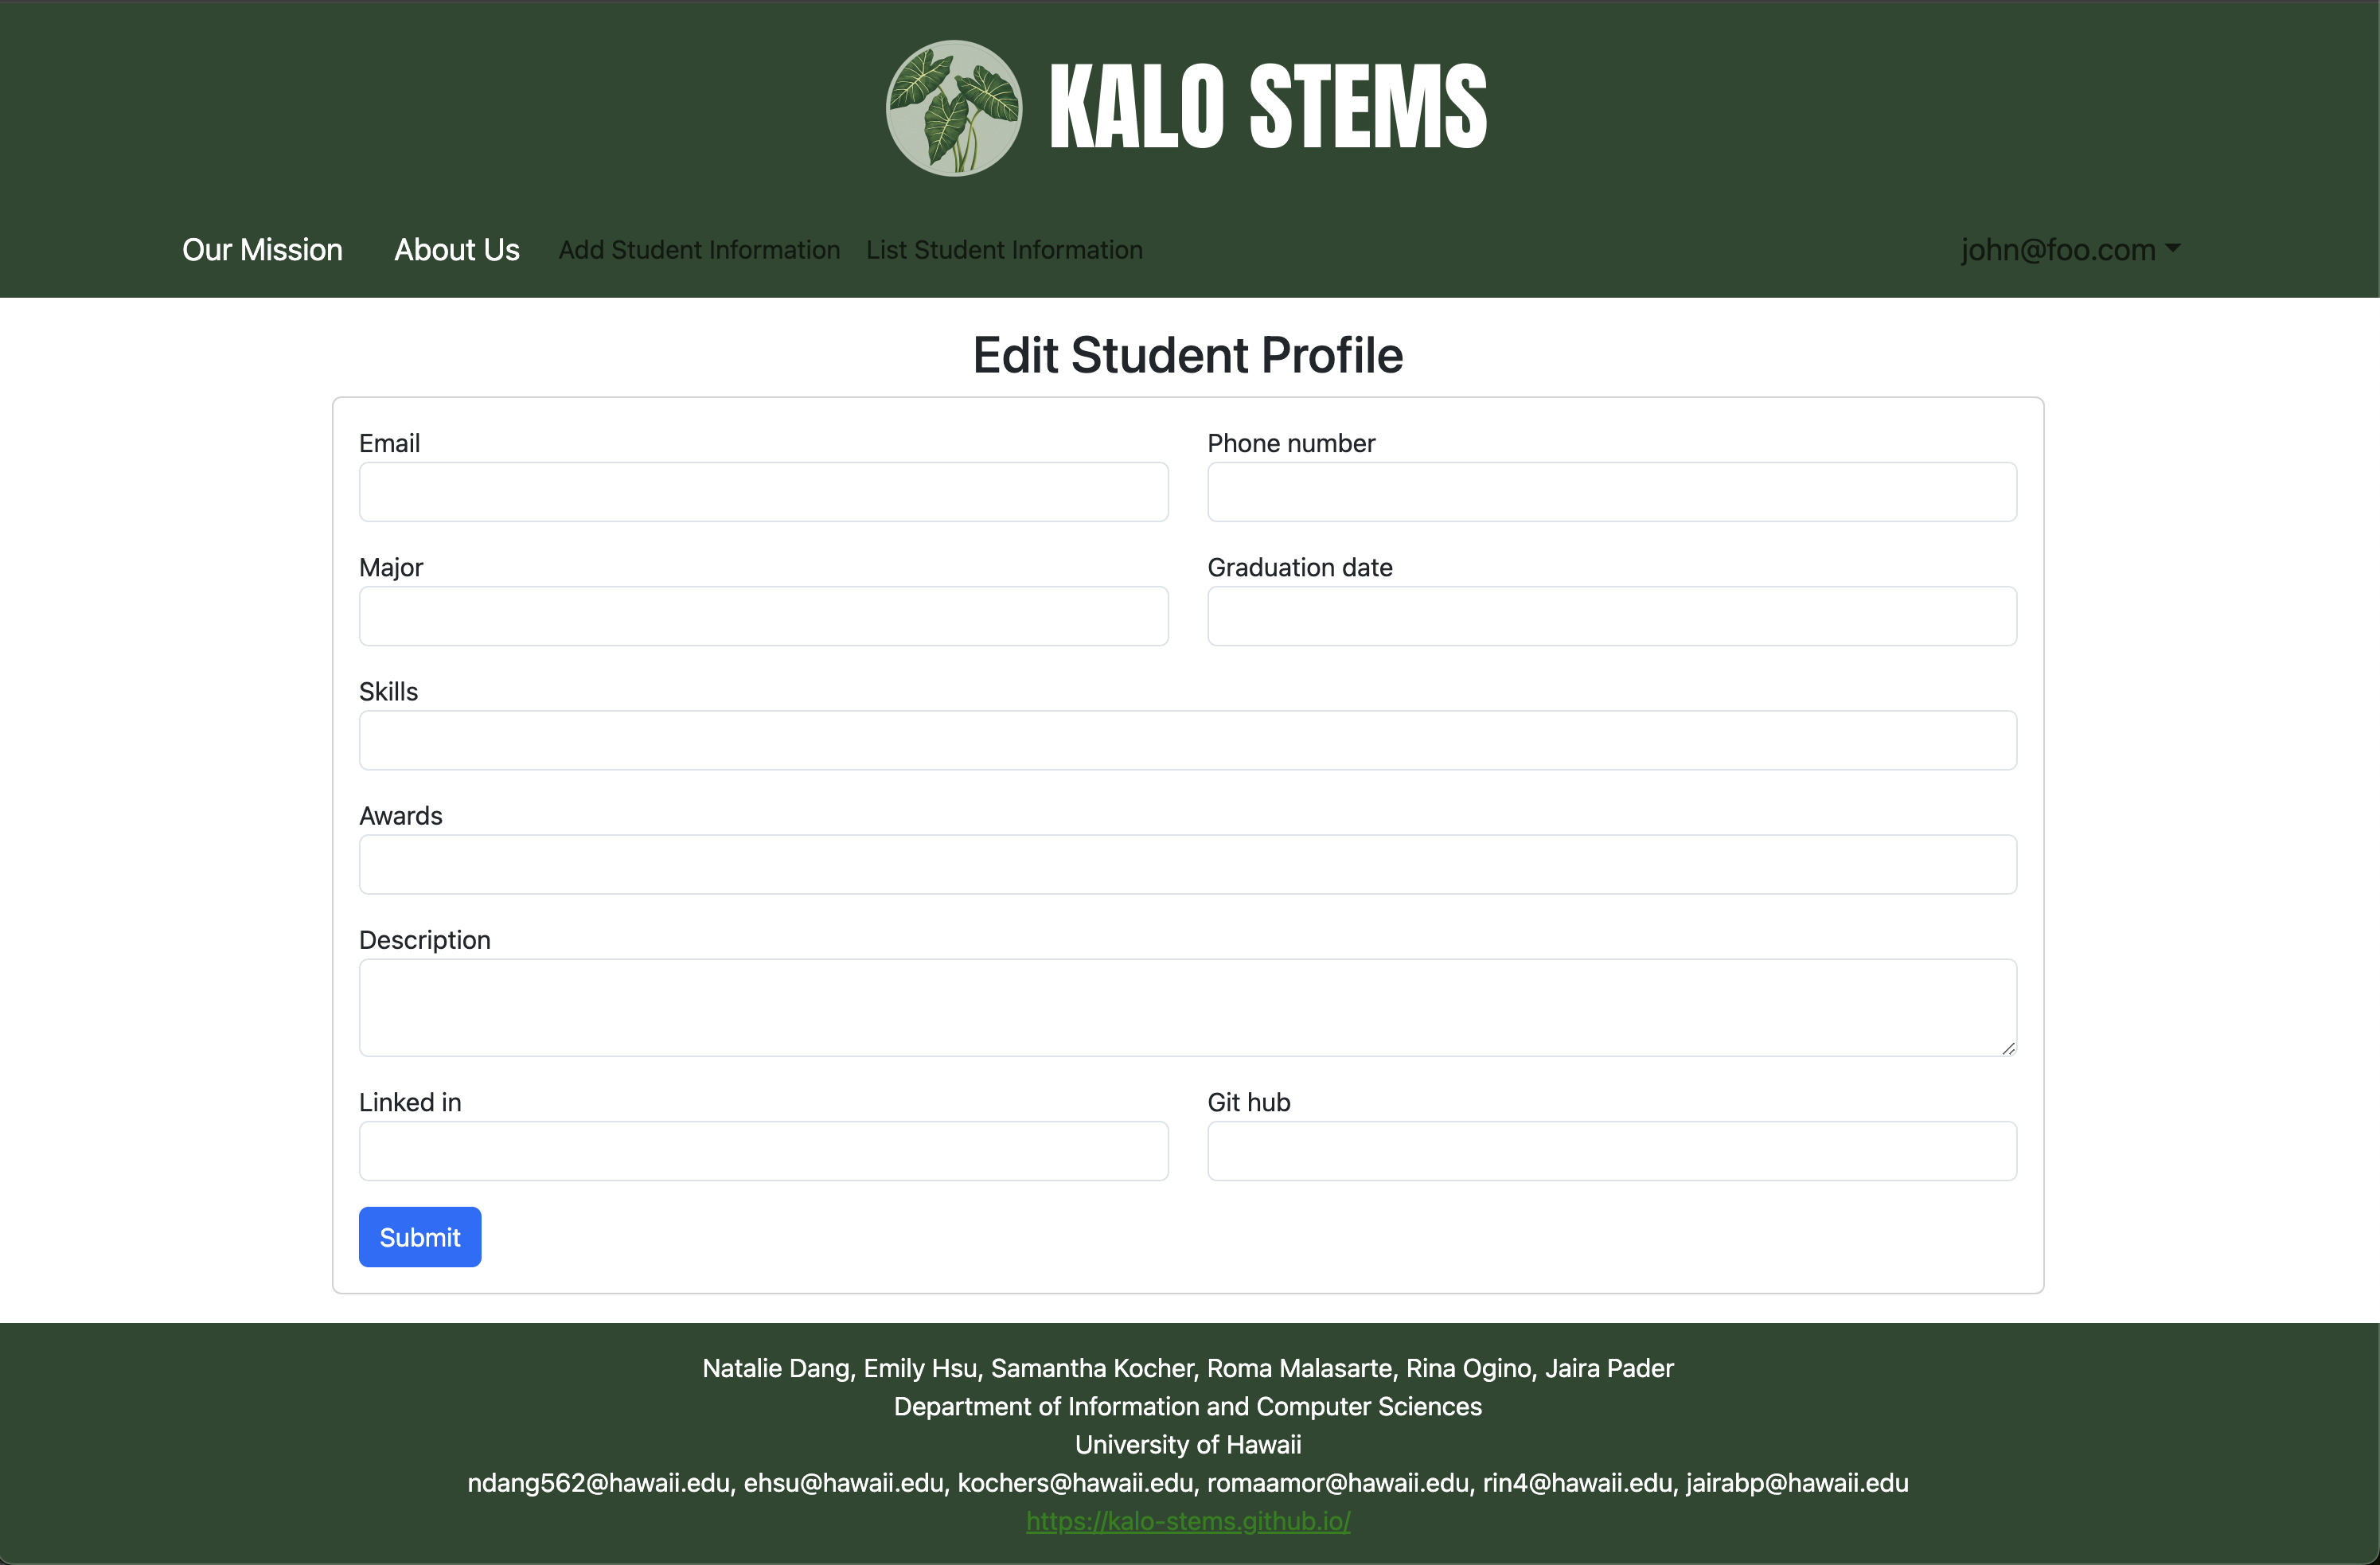 KALO STEMS
Our Mission About Us Add Student Information List Student Information john@foo.com
Edit Student Profile
Email Phone number
Major Graduation date
Skills
Awards
Description
Linked in Git hub
Submit
Natalie Dang, Emily Hsu, Samantha Kocher, Roma Malasarte, Rina Ogino, Jaira Pader
Department of Information and Computer Sciences
University of Hawaii
ndang562@hawaii.edu, ehsu@hawaii.edu, kochers@hawaii.edu, romaamor@hawaii.edu, rin4@hawaii.edu, jairabp@hawaii.edu
https://kalo-stems.github.io/